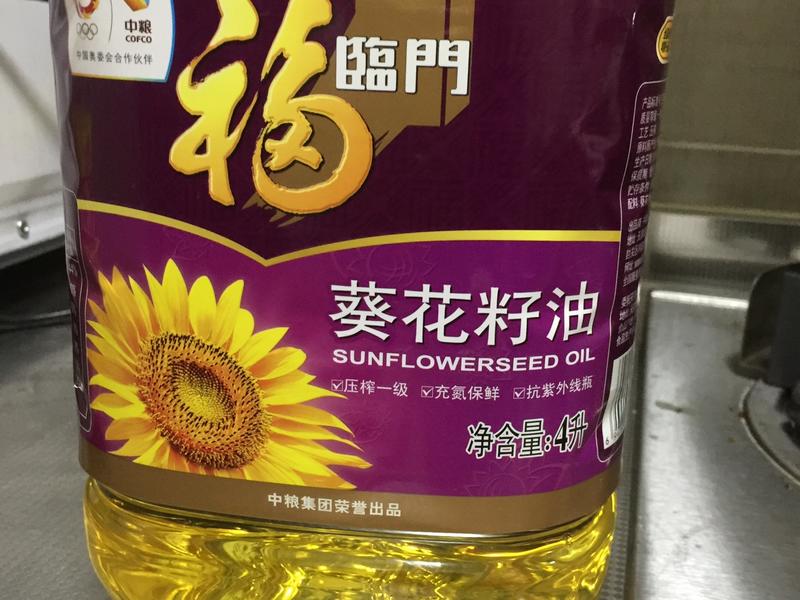 中粮
COFCO
中国奥委会合作伙伴
福
臨門
葵花籽油
SUNFLOWERSEED OIL
☑压榨一级 ☑充氮保鲜 ☑抗紫外线瓶
净含量:4升
中粮集团荣誉出品